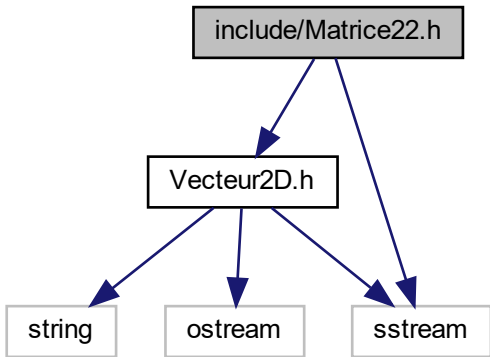 include/Matrice22.h
Vecteur2D.h
string
ostream
sstream